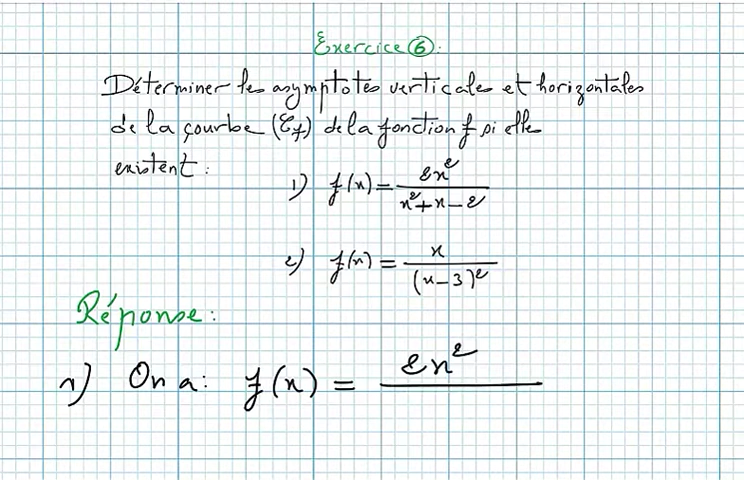 Exercice ⑥:
Déterminer les asymptotes verticales et horizontales
de la courbe (Cf) de la fonction f si elles
existent :
1) f(x) = 2x² / (x² + x - 2)
2) f(x) = x / (x - 3)²
Réponse :
1) On a : f(x) = 2x²